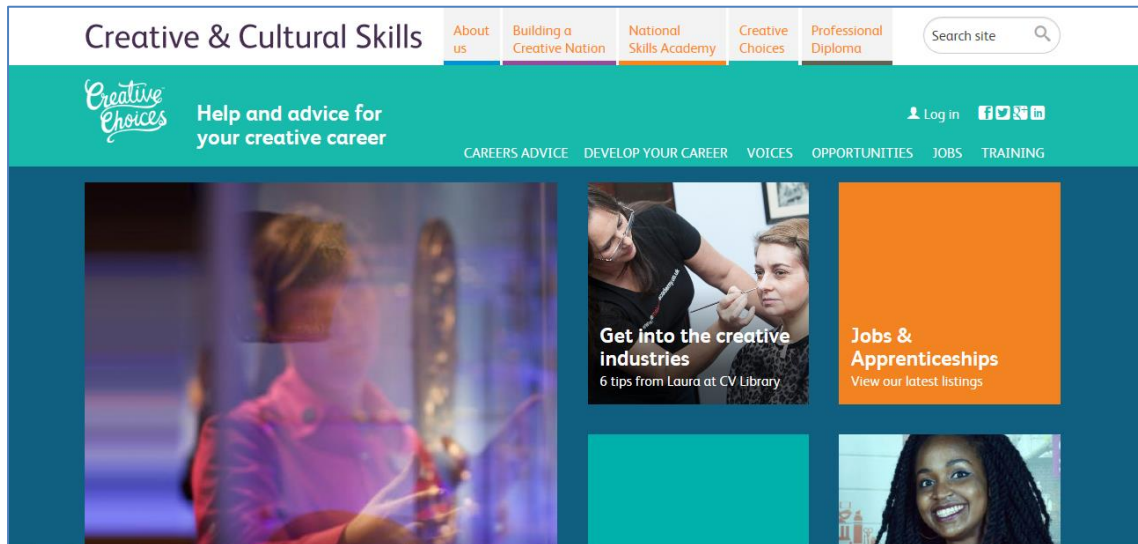 Creative & Cultural Skills
About
us
Building a
Creative Nation
National
Skills Academy
Creative
Choices
Professional
Diploma
Search site
Creative
Choices
Help and advice for
your creative career
Log in
CAREERS ADVICE DEVELOP YOUR CAREER VOICES OPPORTUNITIES JOBS TRAINING
Get into the creative
industries
6 tips from Laura at CV Library
Jobs &
Apprenticeships
View our latest listings